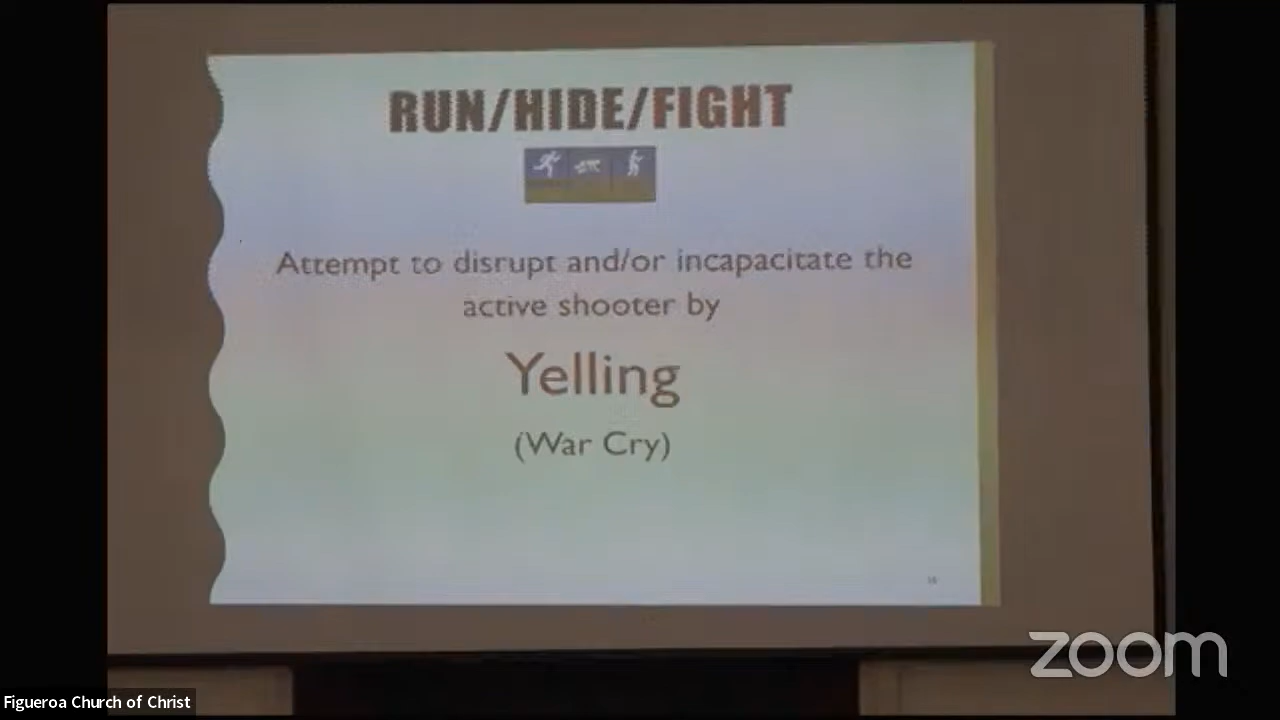 RUN/HIDE/FIGHT
Attempt to disrupt and/or incapacitate the
active shooter by
Yelling
(War Cry)
zoom
Figueroa Church of Christ